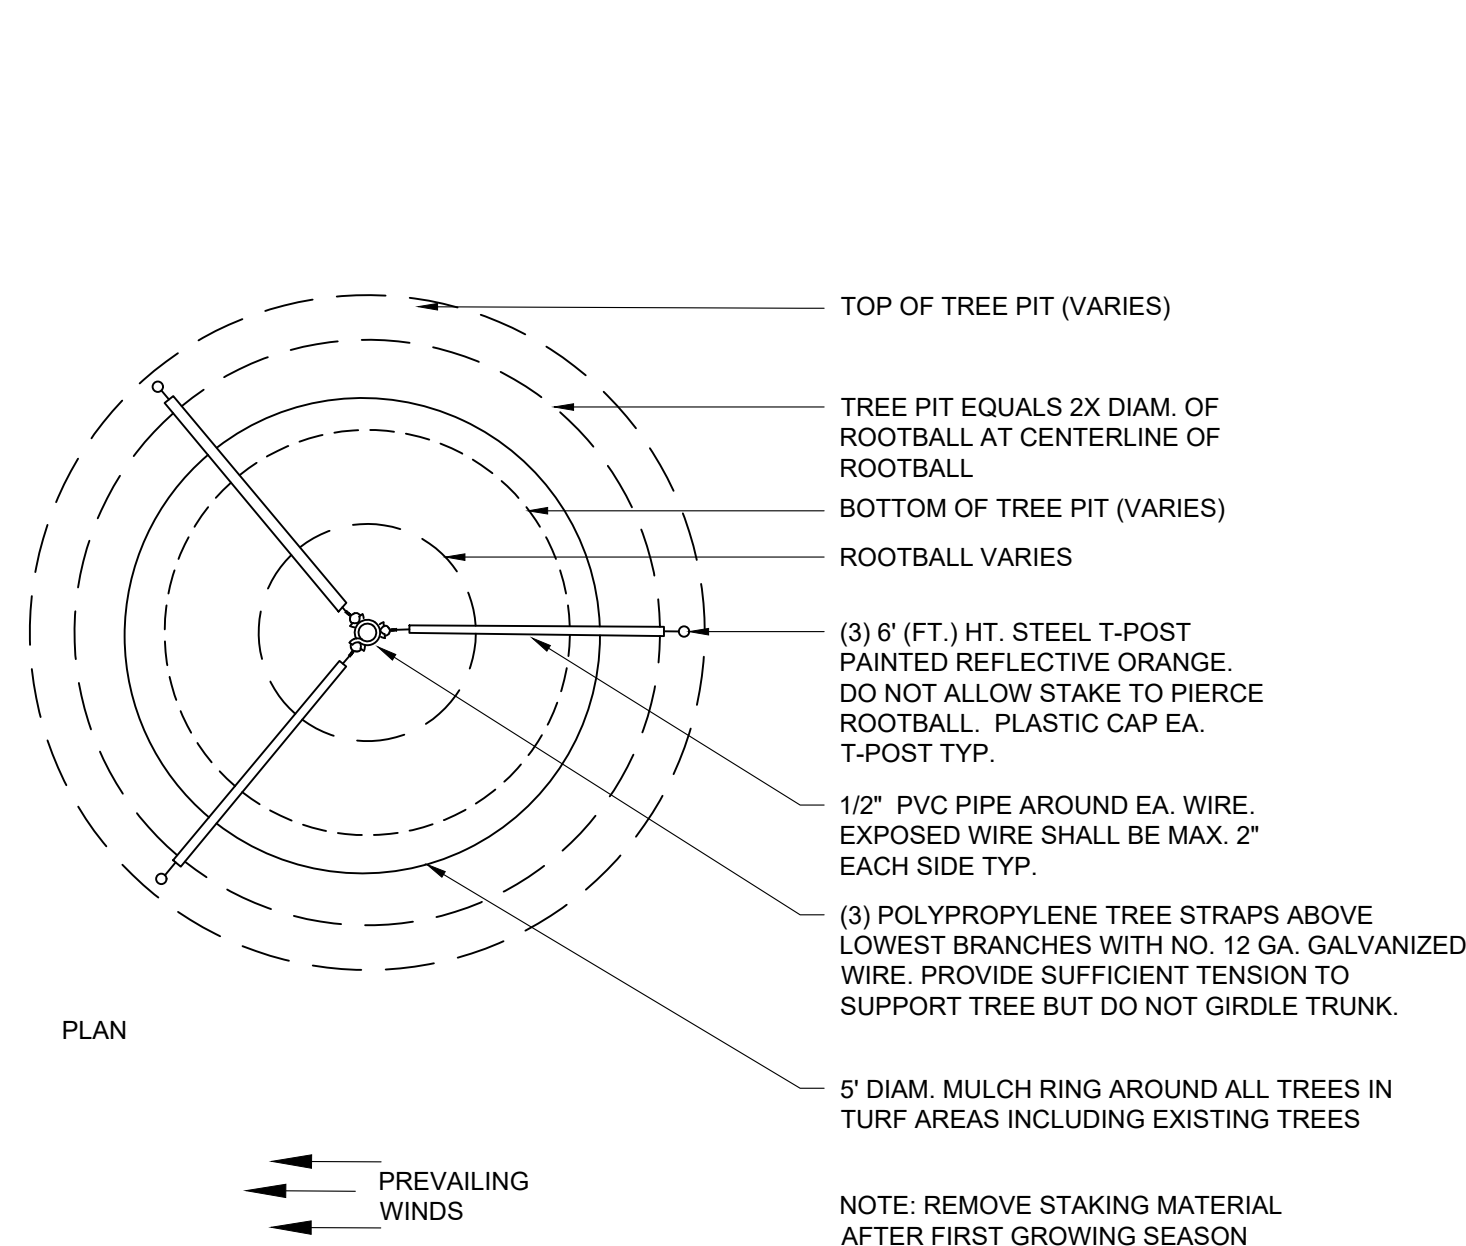 TOP OF TREE PIT (VARIES)
TREE PIT EQUALS 2X DIAM. OF
ROOTBALL AT CENTERLINE OF
ROOTBALL
BOTTOM OF TREE PIT (VARIES)
ROOTBALL VARIES
(3) 6' (FT.) HT. STEEL T-POST
PAINTED REFLECTIVE ORANGE.
DO NOT ALLOW STAKE TO PIERCE
ROOTBALL. PLASTIC CAP EA.
T-POST TYP.
1/2" PVC PIPE AROUND EA. WIRE.
EXPOSED WIRE SHALL BE MAX. 2"
EACH SIDE TYP.
(3) POLYPROPYLENE TREE STRAPS ABOVE
LOWEST BRANCHES WITH NO. 12 GA. GALVANIZED
WIRE. PROVIDE SUFFICIENT TENSION TO
SUPPORT TREE BUT DO NOT GIRDLE TRUNK.
PLAN
5' DIAM. MULCH RING AROUND ALL TREES IN
TURF AREAS INCLUDING EXISTING TREES
PREVAILING
WINDS
NOTE: REMOVE STAKING MATERIAL
AFTER FIRST GROWING SEASON